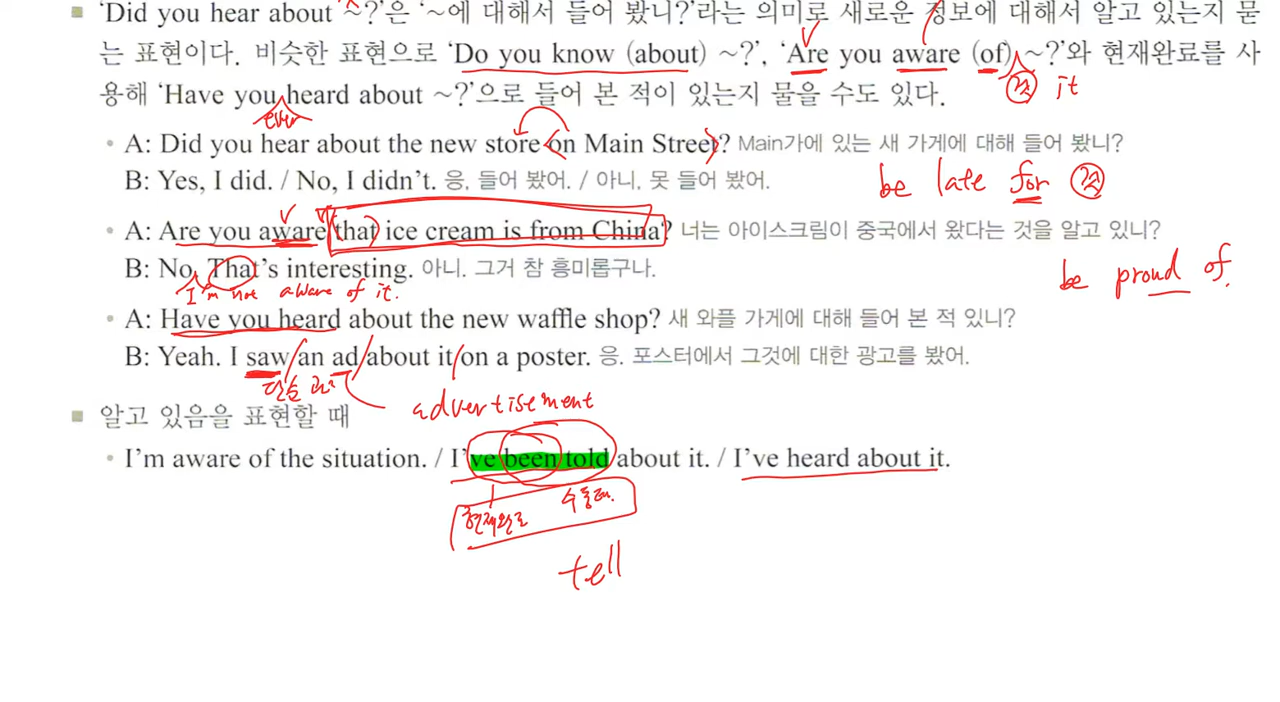 'Did you hear about ~?'은 '~에 대해서 들어 봤니?'라는 의미로 새로운 정보에 대해서 알고 있는지 묻
는 표현이다. 비슷한 표현으로 'Do you know (about) ~?', 'Are you aware (of) ~?'와 현재완료를 사
용해 'Have you heard about ~?'으로 들어 본 적이 있는지 물을 수도 있다.
ever
it
A: Did you hear about the new store on Main Street? Main가에 있는 새 가게에 대해 들어 봤니?
B: Yes, I did. / No, I didn't. 응, 들어 봤어. / 아니, 못 들어 봤어.
be late for
A: Are you aware that ice cream is from China? 너는 아이스크림이 중국에서 왔다는 것을 알고 있니?
B: No. That's interesting. 아니. 그거 참 흥미롭구나.
be proud of
I'm not aware of it.
A: Have you heard about the new waffle shop? 새 와플 가게에 대해 들어 본 적 있니?
B: Yeah. I saw an ad about it on a poster. 응. 포스터에서 그것에 대한 광고를 봤어.
단순 과거
advertisement
알고 있음을 표현할 때
I'm aware of the situation. / I've been told about it. / I've heard about it.
현재완료 수동태.
tell